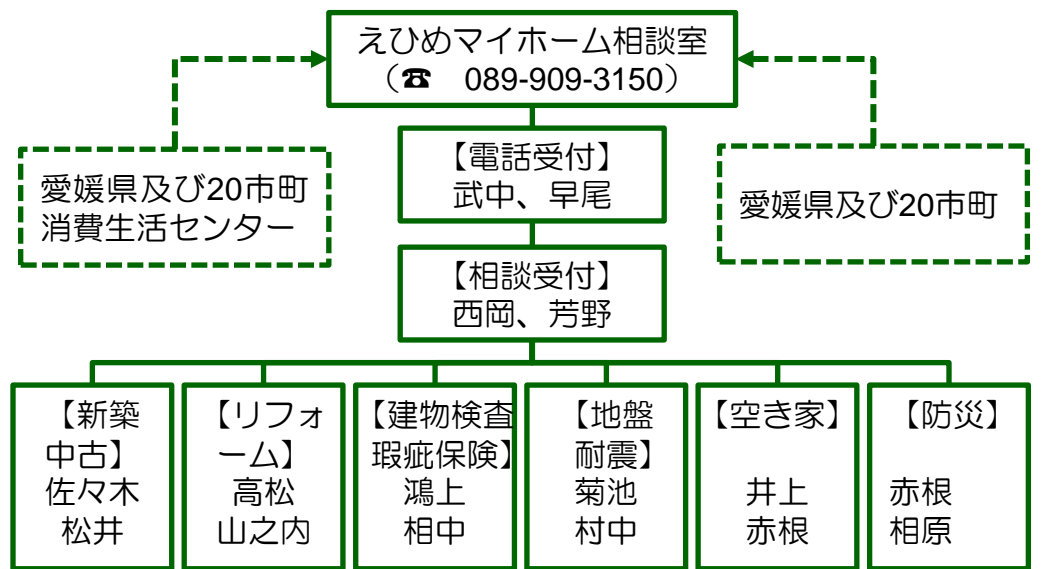 えひめマイホーム相談室
（☎　089-909-3150）
【電話受付】
武中、早尾
愛媛県及び20市町
消費生活センター
愛媛県及び20市町
【相談受付】
西岡、芳野
【新築
中古】
佐々木
松井
【リフォ
ーム】
高松
山之内
【建物検査
瑕疵保険】
鴻上
相中
【地盤
耐震】
菊池
村中
【空き家】
井上
赤根
【防災】
赤根
相原